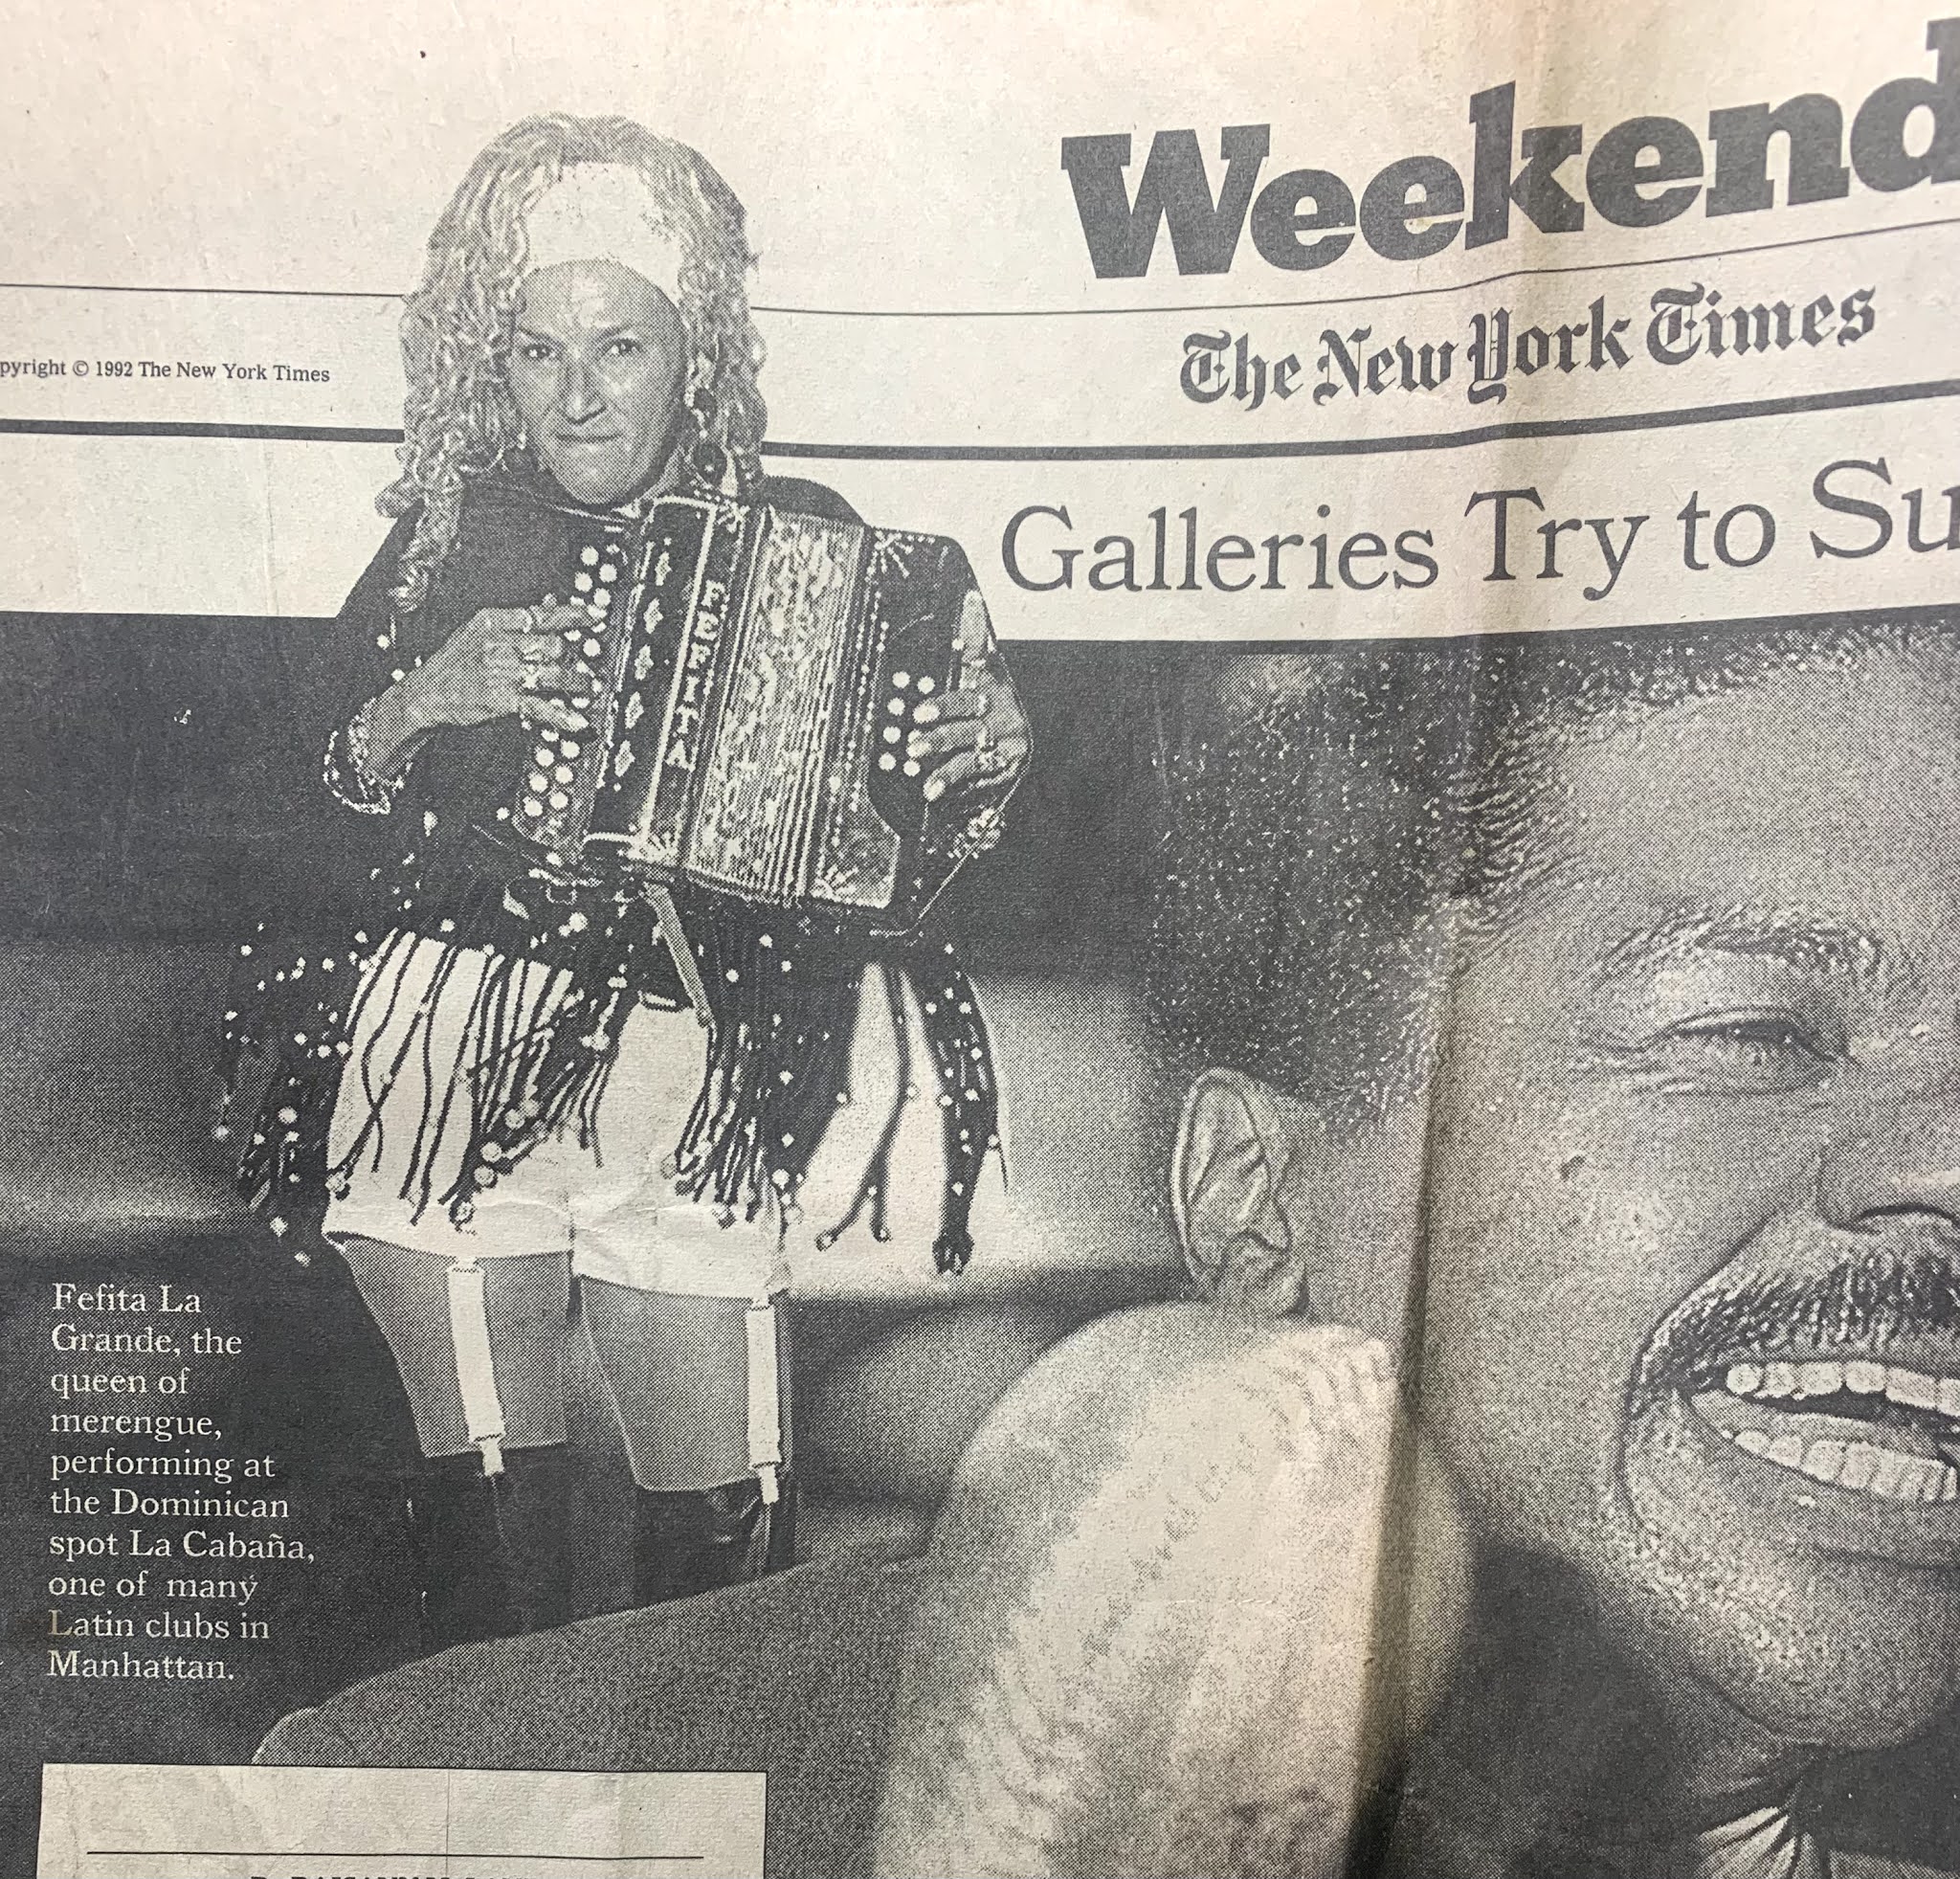 Weekend
The New York Times
pyright © 1992 The New York Times
Galleries Try to Su
FEFITA
Fefita La
Grande, the
queen of
merengue,
performing at
the Dominican
spot La Cabaña,
one of many
Latin clubs in
Manhattan.